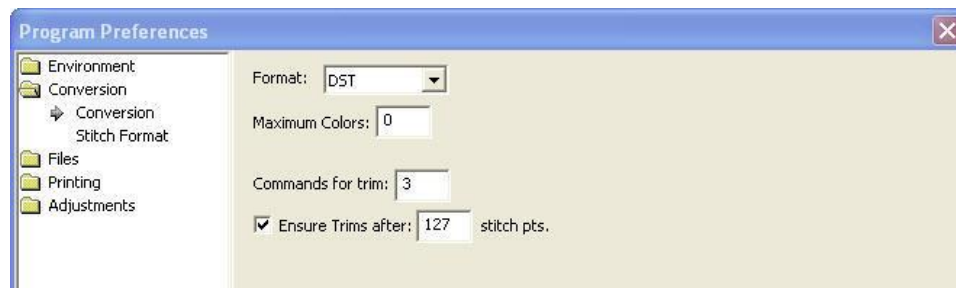 Program Preferences
Environment
Conversion
Conversion
Stitch Format
Files
Printing
Adjustments
Format: DST
Maximum Colors: 0
Commands for trim: 3
Ensure Trims after: 127 stitch pts.